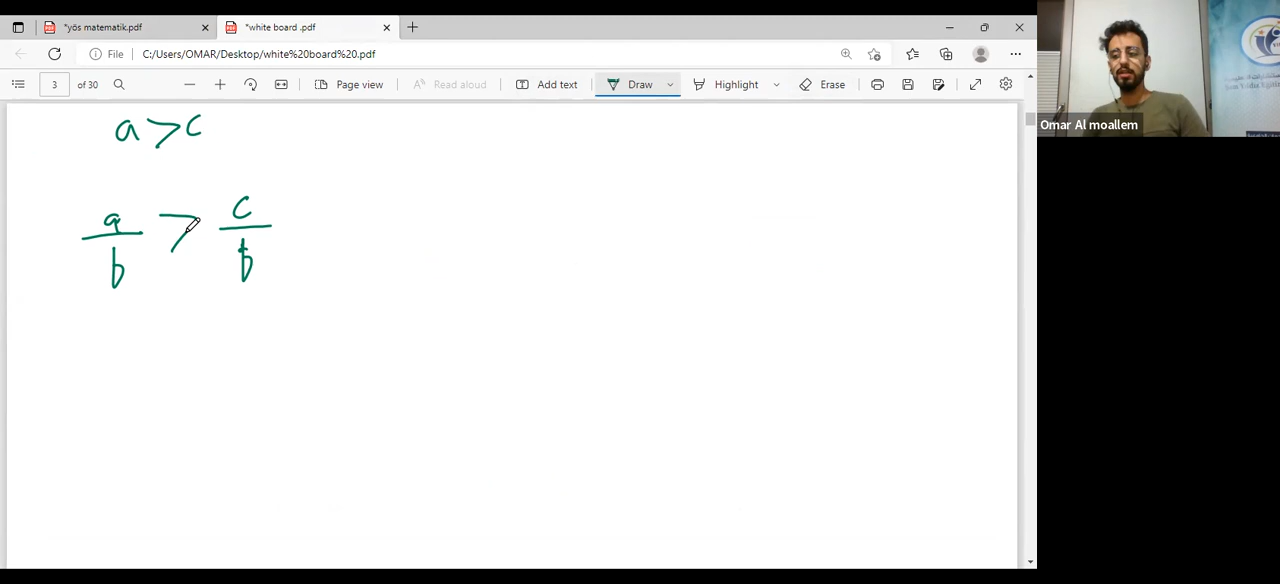 *yös matematik.pdf
*white board .pdf
File
C:/Users/OMAR/Desktop/white%20board%20.pdf
3 of 30
Page view
Read aloud
Add text
Draw
Highlight
Erase
Omar Al moallem
a > c
a/b > c/b